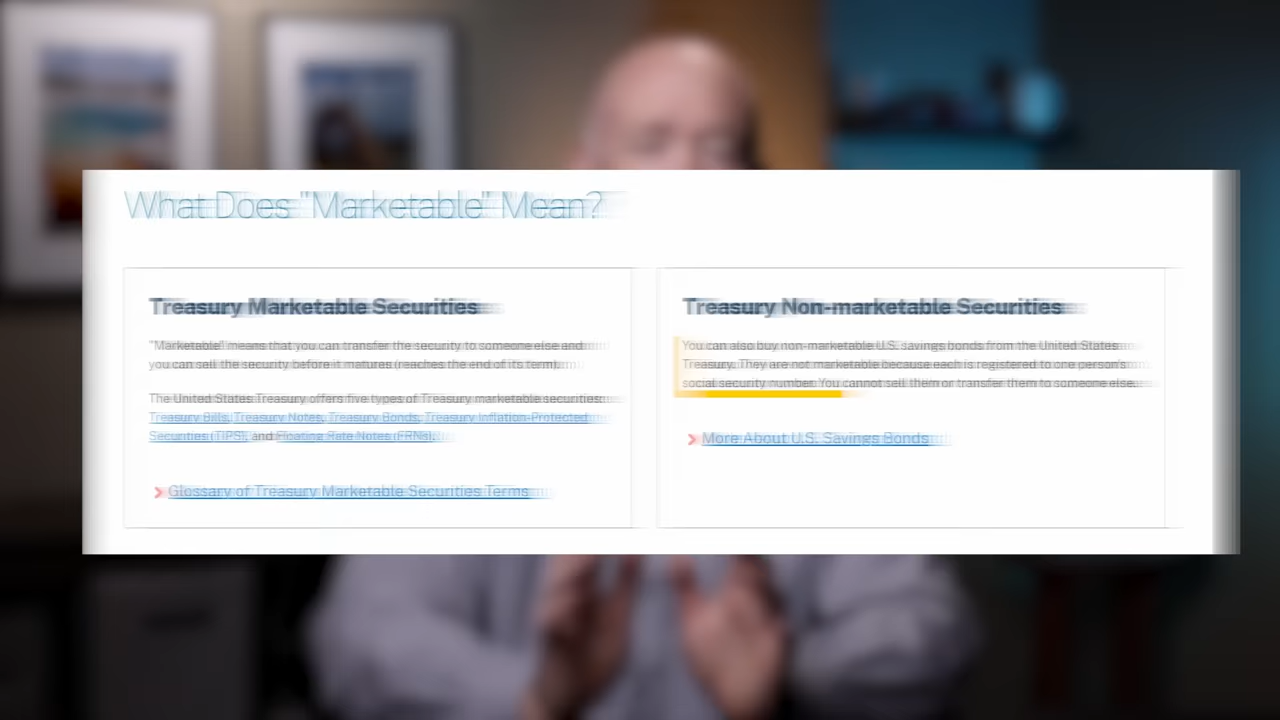 What Does "Marketable" Mean?
Treasury Marketable Securities
"Marketable" means that you can transfer the security to someone else and
you can sell the security before it matures (reaches the end of its term).
The United States Treasury offers five types of Treasury marketable securities:
Treasury Bills, Treasury Notes, Treasury Bonds, Treasury Inflation-Protected
Securities (TIPS), and Floating Rate Notes (FRNs).
Glossary of Treasury Marketable Securities Terms
Treasury Non-marketable Securities
You can also buy non-marketable U.S. savings bonds from the United States
Treasury. They are not marketable because each is registered to one person's
social security number. You cannot sell them or transfer them to someone else.
More About U.S. Savings Bonds